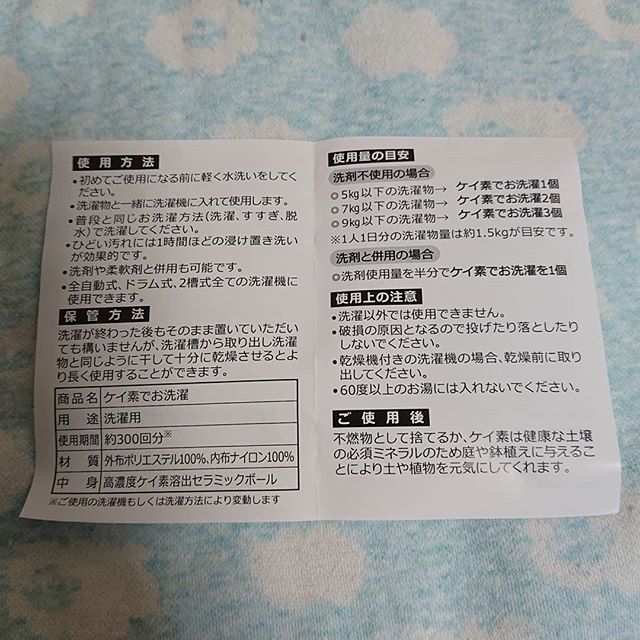 使用方法
•初めてご使用になる前に軽く水洗いをしてく
ださい。
•洗濯物と一緒に洗濯機に入れて使用します。
•普段と同じお洗濯方法(洗濯、すすぎ、脱
水)で洗濯してください。
•ひどい汚れには1時間ほどの浸け置き洗い
が効果的です。
•洗剤や柔軟剤と併用も可能です。
•全自動式、ドラム式、2槽式全ての洗濯機に
使用できます。
保管方法
洗濯が終わった後もそのまま置いていただい
ても構いませんが、洗濯槽から取り出し洗濯
物と同じように干して十分に乾燥させるとよ
り長く使用することができます。
商品名 ケイ素でお洗濯
用途 洗濯用
使用期間 約300回分※
材質 外布ポリエステル100%、内布ナイロン100%
中身 高濃度ケイ素溶出セラミックボール
※ご使用の洗濯機もしくは洗濯方法により変動します
使用量の目安
洗剤不使用の場合
◎5kg以下の洗濯物→ ケイ素でお洗濯1個
◎7kg以下の洗濯物→ ケイ素でお洗濯2個
◎9kg以下の洗濯物→ ケイ素でお洗濯3個
※1人1日分の洗濯物量は約1.5kgが目安です。
洗剤と併用の場合
◎洗剤使用量を半分でケイ素でお洗濯を1個
使用上の注意
•洗濯以外では使用できません。
•破損の原因となるので投げたり落としたり
しないでください。
•乾燥機付きの洗濯機の場合、乾燥前に取り
出してください。
•60度以上のお湯には入れないでください。
ご使用後
不燃物として捨てるか、ケイ素は健康な土壌
の必須ミネラルのため庭や鉢植えに与えるこ
とにより土や植物を元気にしてくれます。